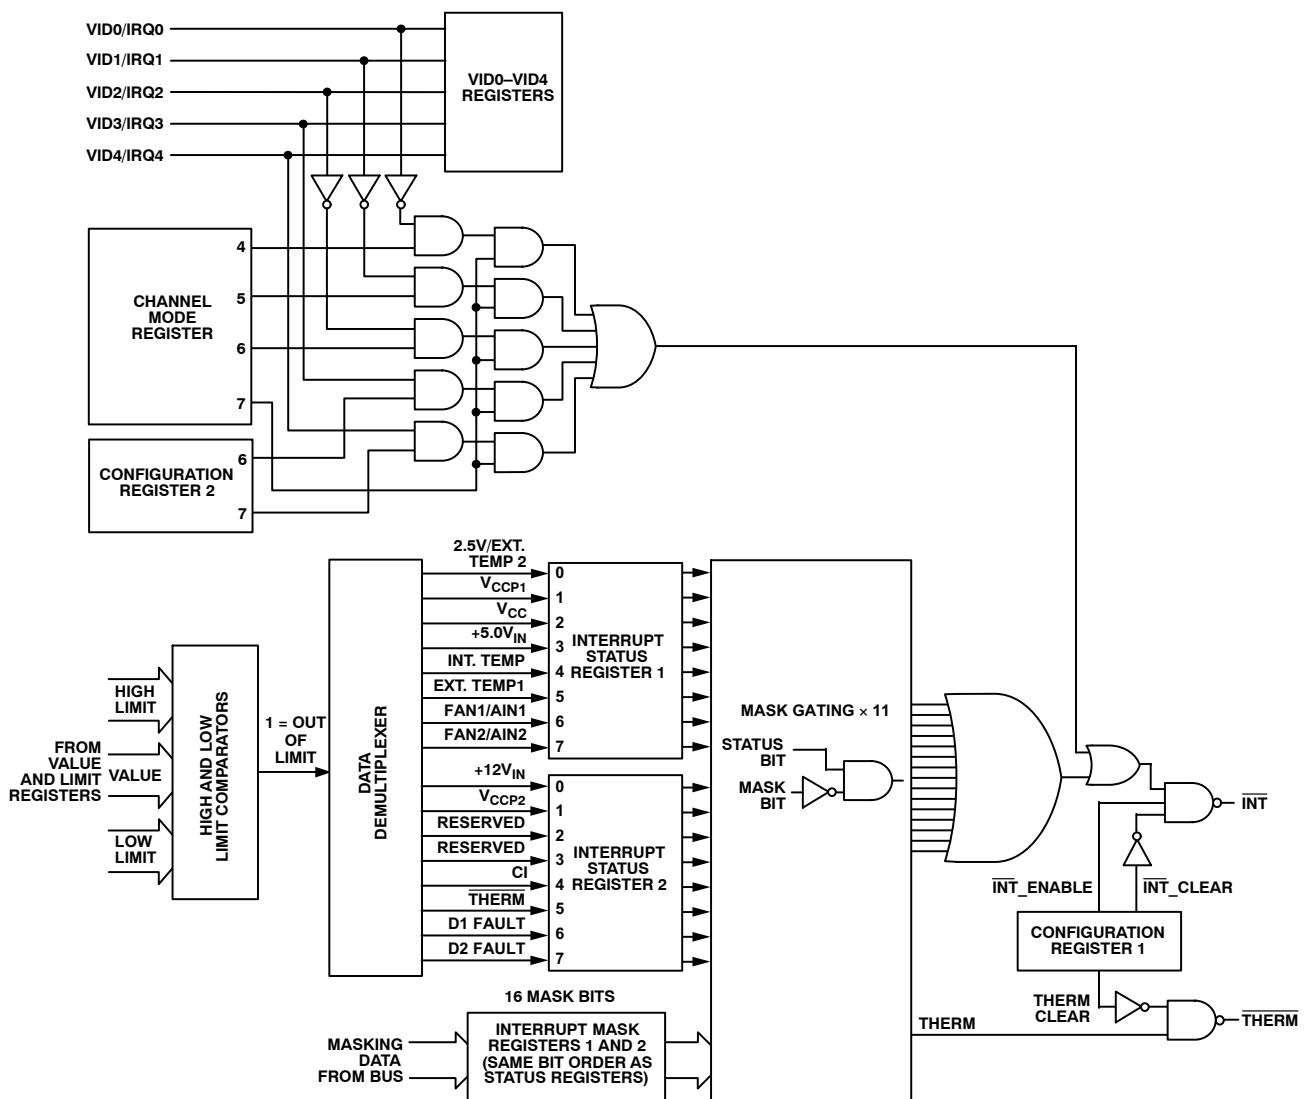 VID0/IRQ0
VID1/IRQ1
VID2/IRQ2
VID3/IRQ3
VID4/IRQ4
VID0–VID4
REGISTERS
CHANNEL
MODE
REGISTER
4
5
6
7
CONFIGURATION
REGISTER 2
6
7
FROM
VALUE
AND LIMIT
REGISTERS
HIGH
LIMIT
VALUE
LOW
LIMIT
HIGH AND LOW
LIMIT COMPARATORS
1 = OUT
OF
LIMIT
DATA
DEMULTIPLEXER
2.5V/EXT.
TEMP 2
VCCP1
VCC
+5.0VIN
INT. TEMP
EXT. TEMP1
FAN1/AIN1
FAN2/AIN2
0
1
2
3
4
5
6
7
INTERRUPT
STATUS
REGISTER 1
+12VIN
VCCP2
RESERVED
RESERVED
CI
THERM
D1 FAULT
D2 FAULT
0
1
2
3
4
5
6
7
INTERRUPT
STATUS
REGISTER 2
MASK GATING × 11
STATUS
BIT
MASK
BIT
16 MASK BITS
MASKING
DATA
FROM BUS
INTERRUPT MASK
REGISTERS 1 AND 2
(SAME BIT ORDER AS
STATUS REGISTERS)
INT
INT_ENABLE
INT_CLEAR
CONFIGURATION
REGISTER 1
THERM
CLEAR
THERM
THERM